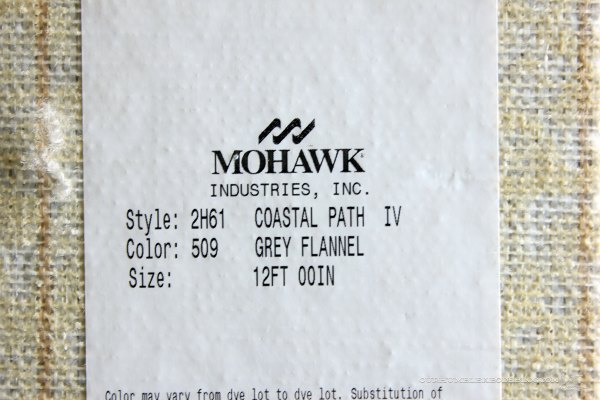 MOHAWK
INDUSTRIES, INC.
Style: 2H61 COASTAL PATH IV
Color: 509 GREY FLANNEL
Size: 12FT 00IN
Color may vary from dye lot to dye lot. Substitution of